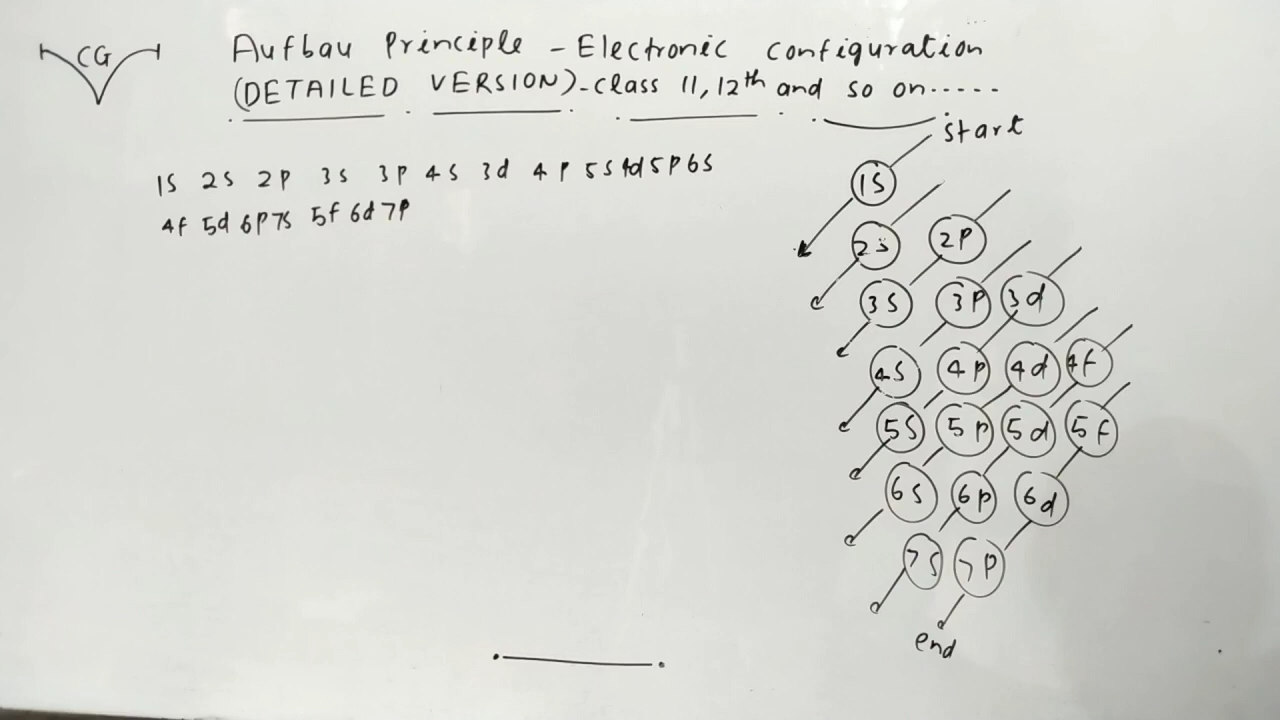 CG
Aufbau Principle - Electronic configuration
(DETAILED VERSION) - class 11, 12th and so on.....
start
1S 2S 2P 3S 3P 4S 3d 4P 5S 4d 5P 6S
4f 5d 6P 7S 5f 6d 7P
1S
2S 2P
3S 3P 3d
4S 4P 4d 4f
5S 5P 5d 5f
6S 6P 6d
7S 7P
end